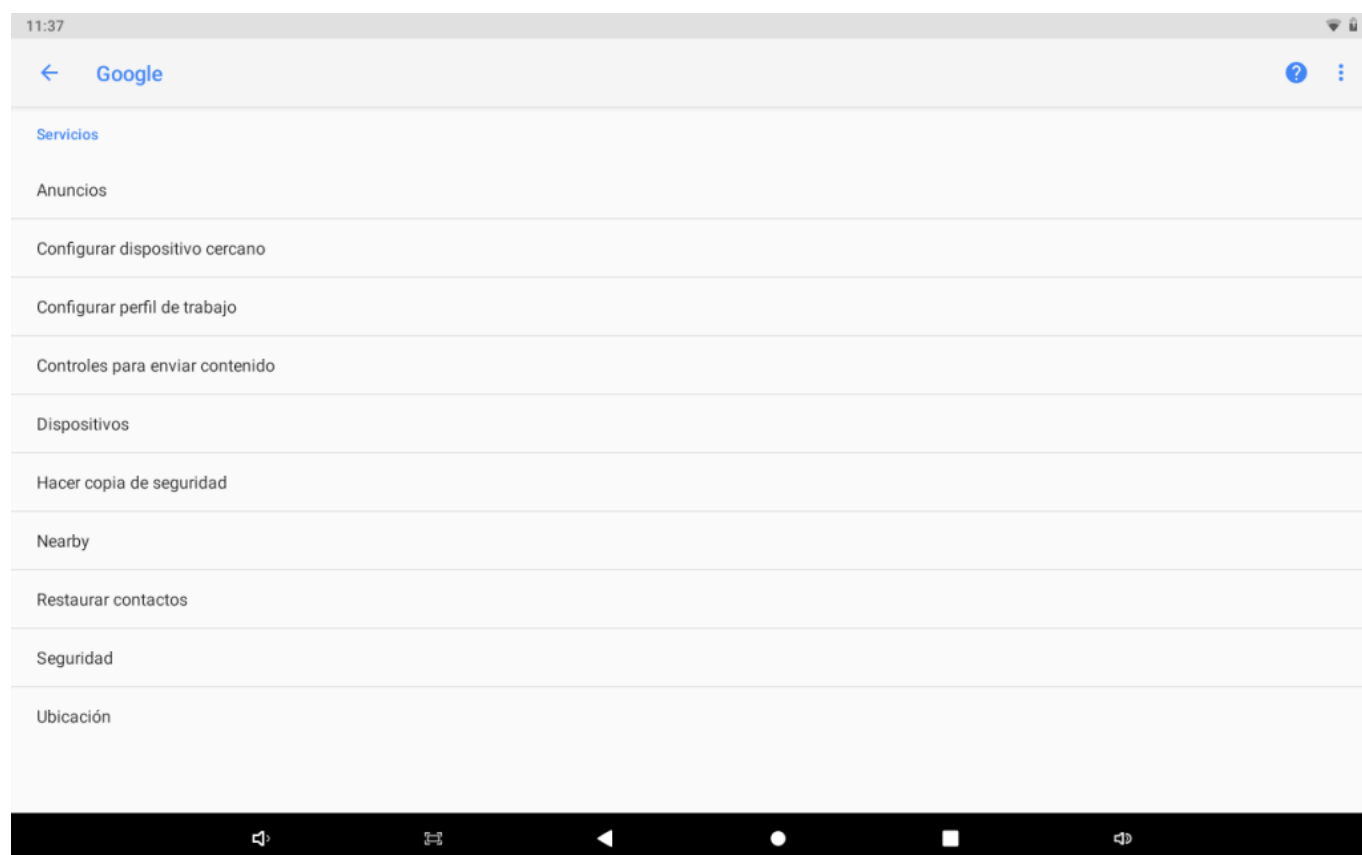 11:37
Google
Servicios
Anuncios
Configurar dispositivo cercano
Configurar perfil de trabajo
Controles para enviar contenido
Dispositivos
Hacer copia de seguridad
Nearby
Restaurar contactos
Seguridad
Ubicación